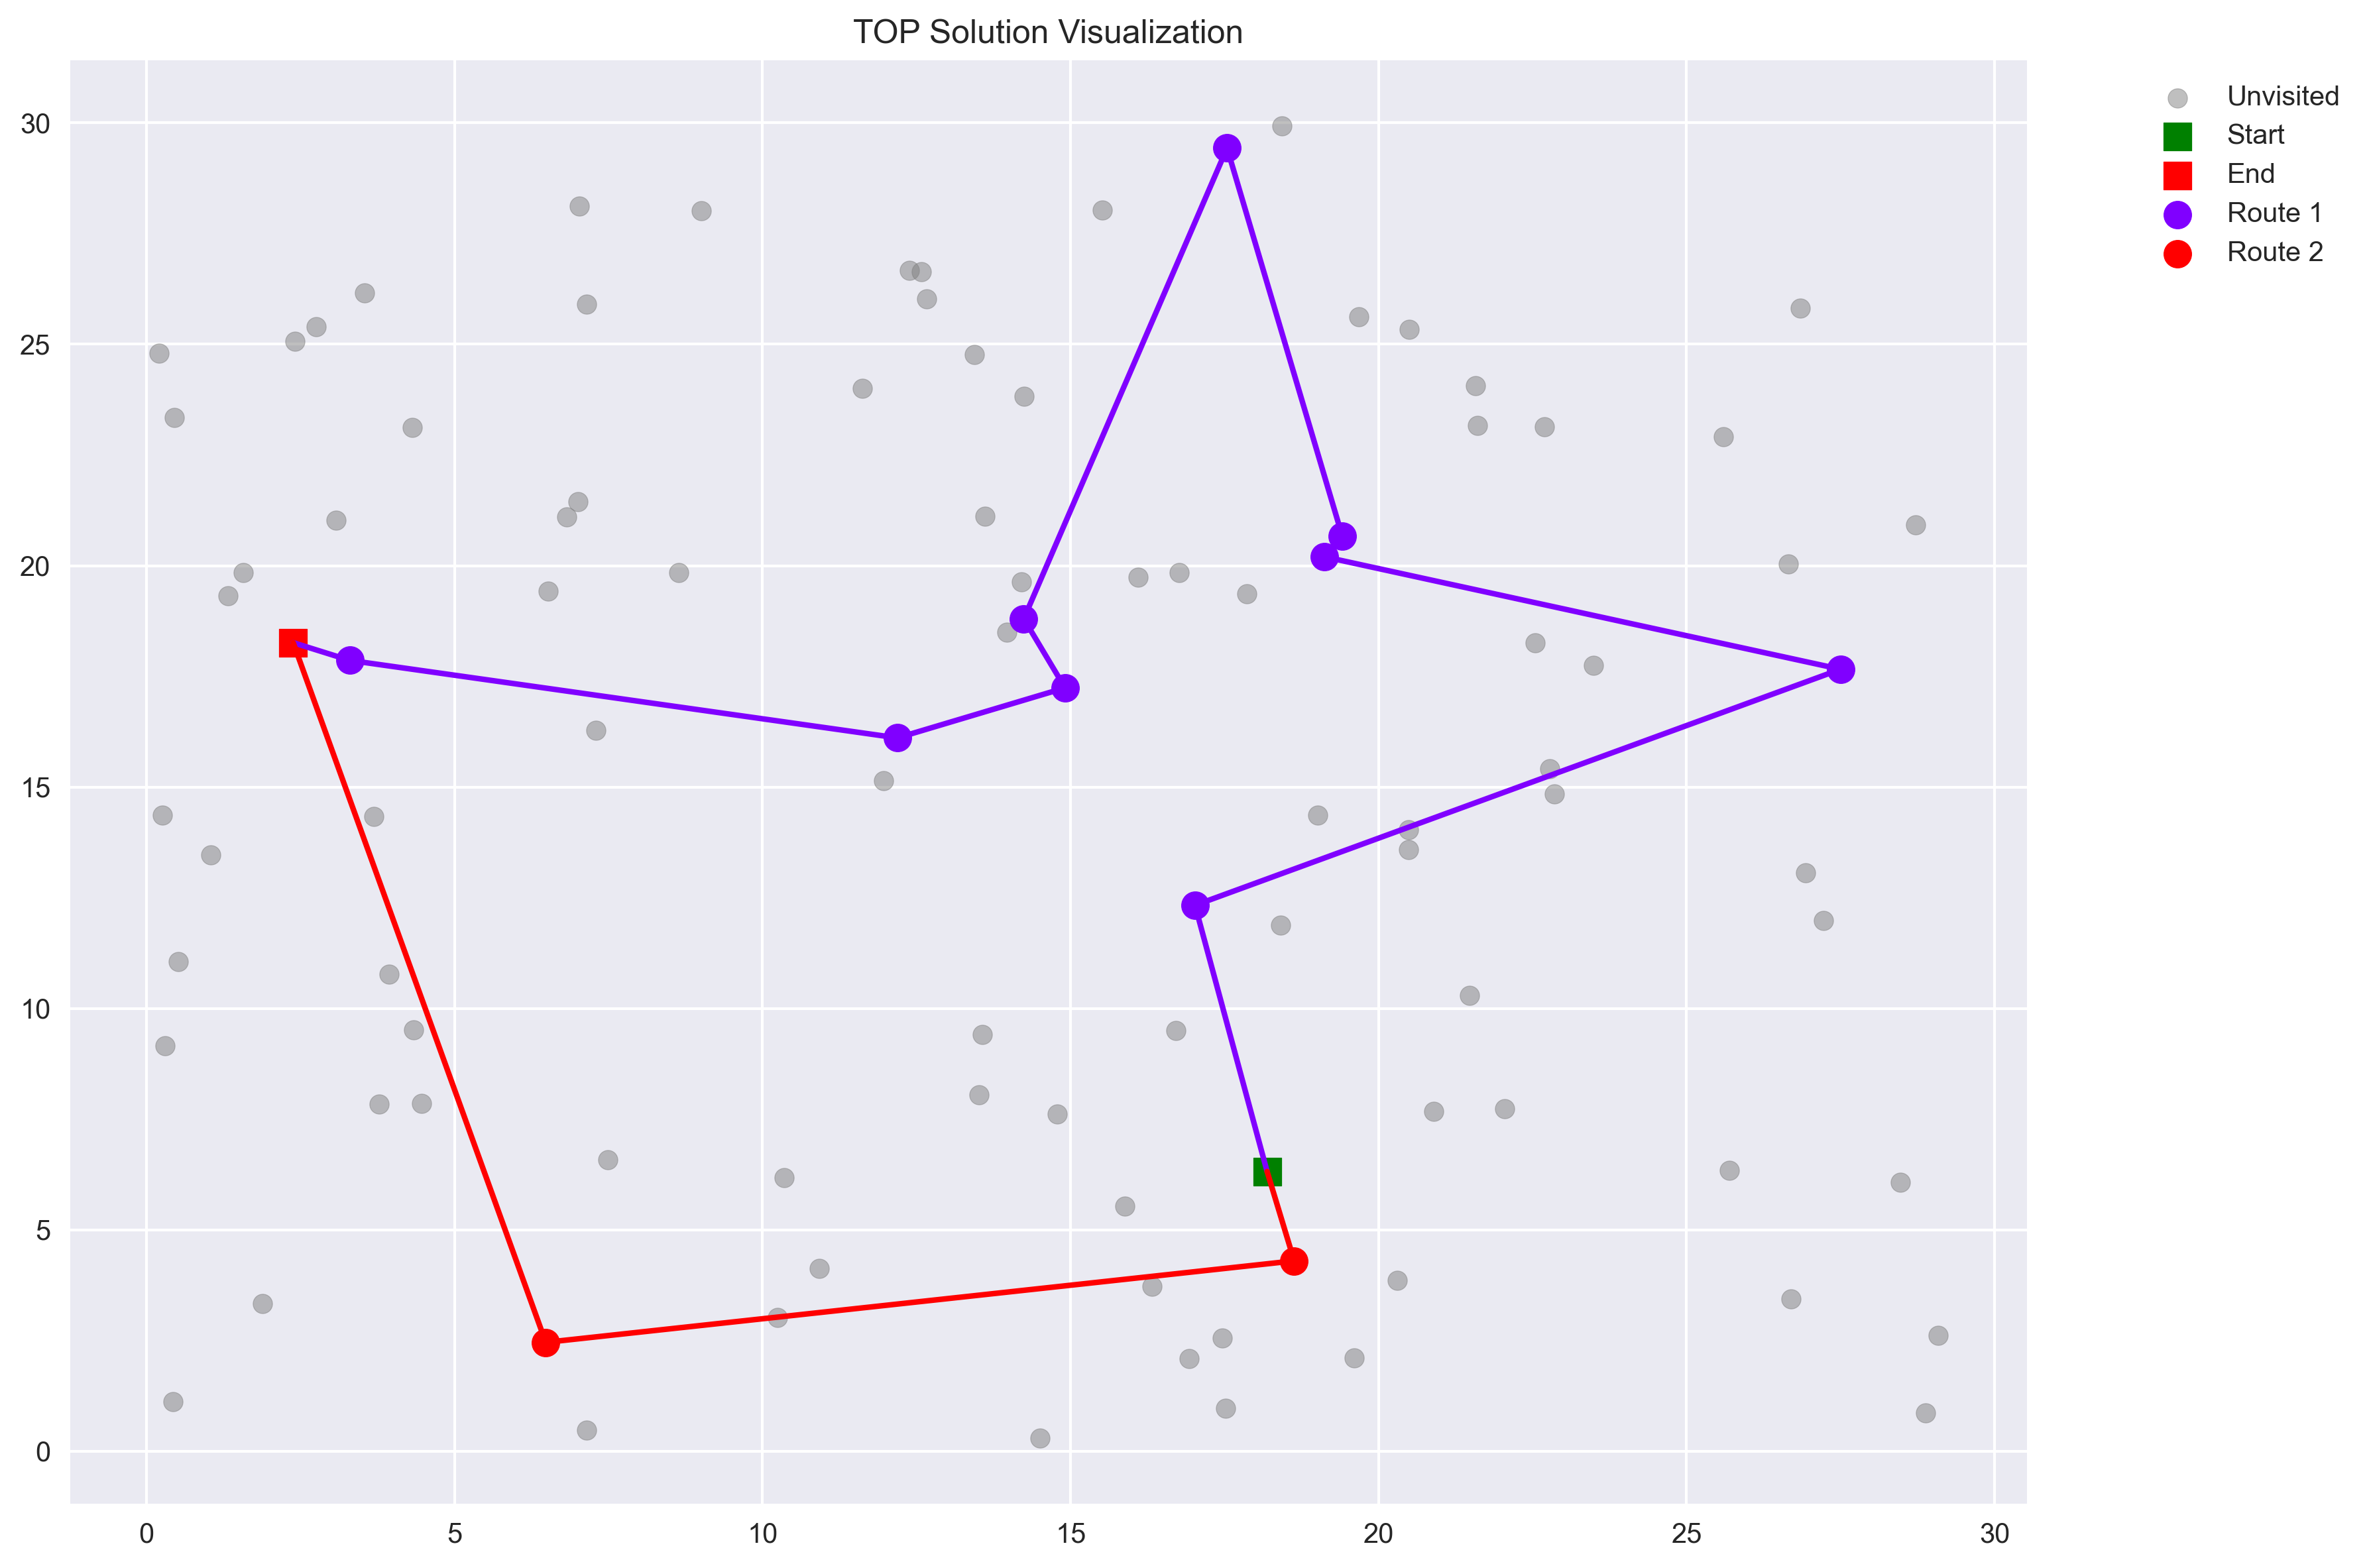 TOP Solution Visualization
30
25
20
15
10
5
0
0 5 10 15 20 25 30
Unvisited
Start
End
Route 1
Route 2